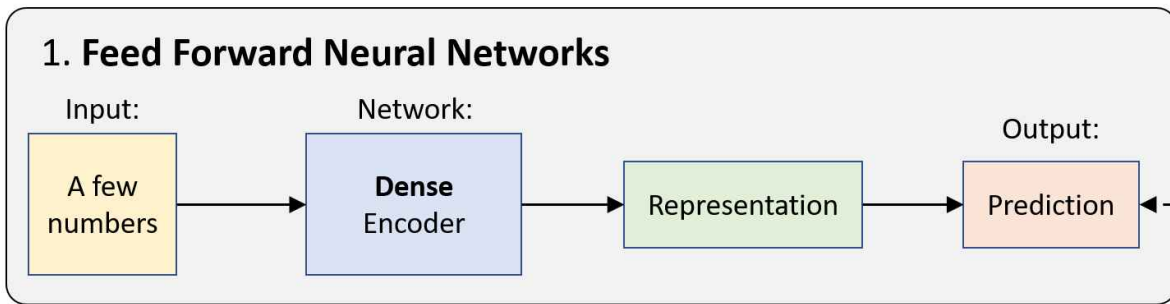 1. Feed Forward Neural Networks
Input:
Network:
Output:
A few
numbers
Dense
Encoder
Representation
Prediction